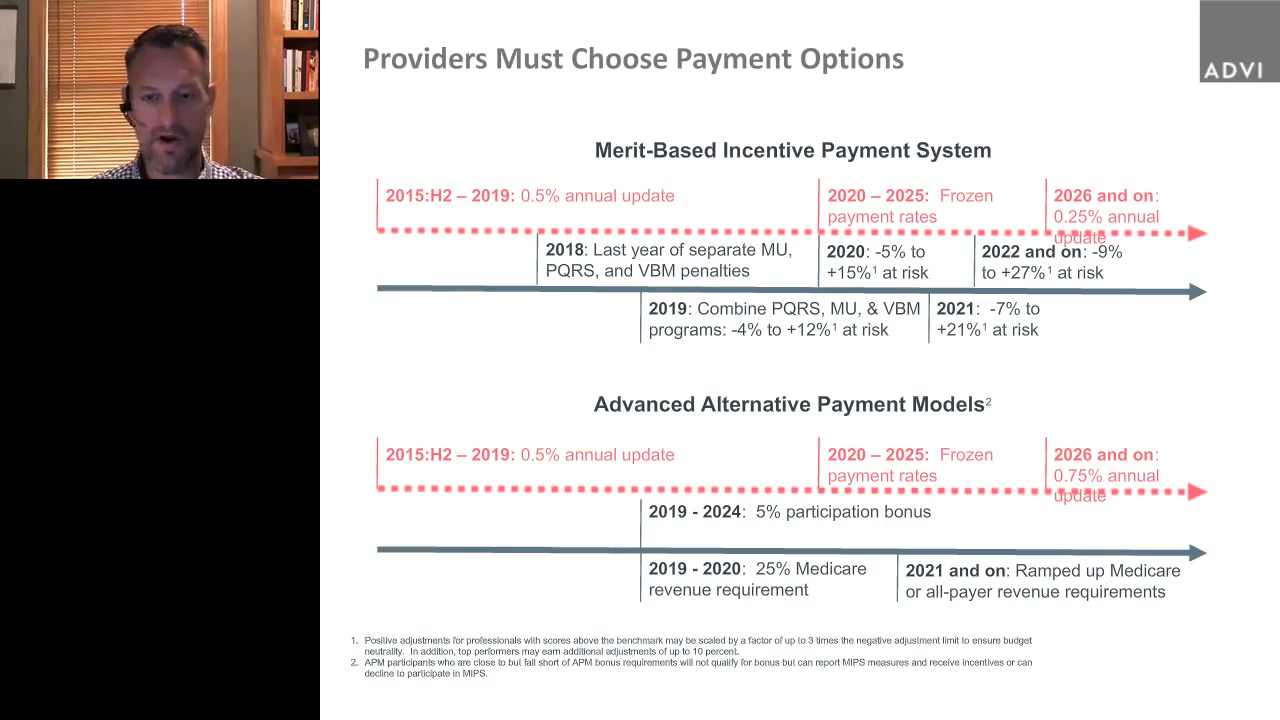 Providers Must Choose Payment Options
ADVI
Merit-Based Incentive Payment System
2015:H2 – 2019: 0.5% annual update
2020 – 2025: Frozen
payment rates
2026 and on:
0.25% annual
update
2018: Last year of separate MU,
PQRS, and VBM penalties
2020: -5% to
+15%¹ at risk
2022 and on: -9%
to +27%¹ at risk
2019: Combine PQRS, MU, & VBM
programs: -4% to +12%¹ at risk
2021: -7% to
+21%¹ at risk
Advanced Alternative Payment Models²
2015:H2 – 2019: 0.5% annual update
2020 – 2025: Frozen
payment rates
2026 and on:
0.75% annual
update
2019 - 2024: 5% participation bonus
2019 - 2020: 25% Medicare
revenue requirement
2021 and on: Ramped up Medicare
or all-payer revenue requirements
1. Positive adjustments for professionals with scores above the benchmark may be scaled by a factor of up to 3 times the negative adjustment limit to ensure budget
neutrality. In addition, top performers may earn additional adjustments of up to 10 percent.
2. APM participants who are close to but fall short of APM bonus requirements will not qualify for bonus but can report MIPS measures and receive incentives or can
decline to participate in MIPS.